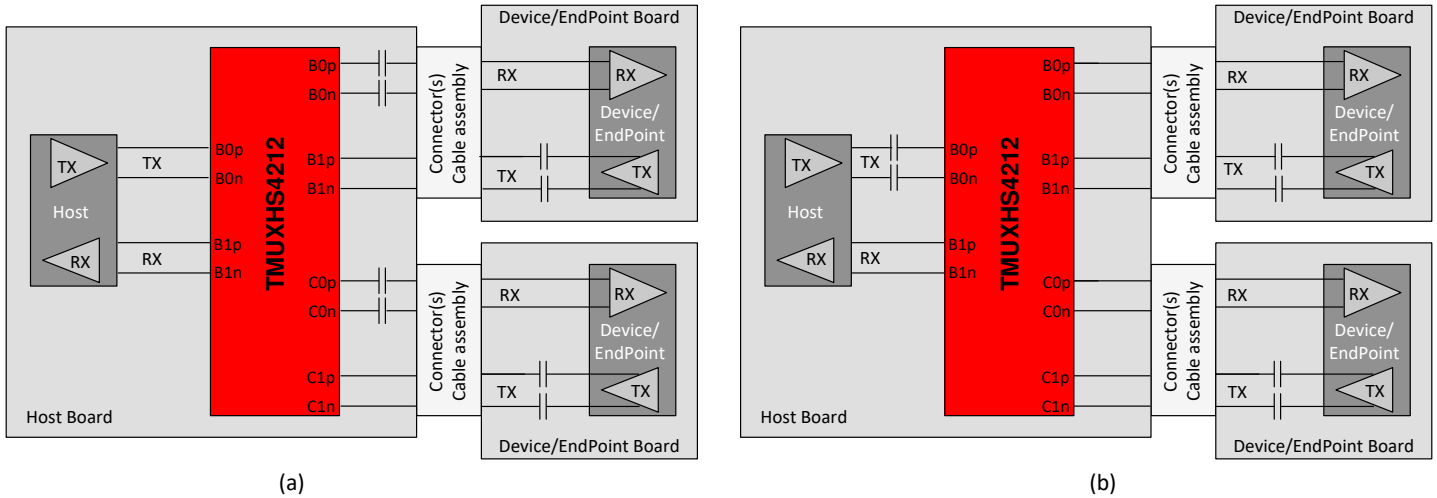 Device/EndPoint Board
B0p
B0n
RX
RX
Device/
EndPoint
TX
TX
Connector(s)
Cable assembly
TX
TX
B0p
B0n
B1p
B1n
Host
RX
RX
B1p
B1n
TMUXHS4212
C0p
C0n
C1p
C1n
Connector(s)
Cable assembly
RX
RX
Device/
EndPoint
TX
TX
Host Board
Device/EndPoint Board
(a)
Device/EndPoint Board
B0p
B0n
RX
RX
Device/
EndPoint
TX
TX
Connector(s)
Cable assembly
TX
TX
B0p
B0n
B1p
B1n
Host
RX
RX
B1p
B1n
TMUXHS4212
C0p
C0n
C1p
C1n
Connector(s)
Cable assembly
RX
RX
Device/
EndPoint
TX
TX
Host Board
Device/EndPoint Board
(b)